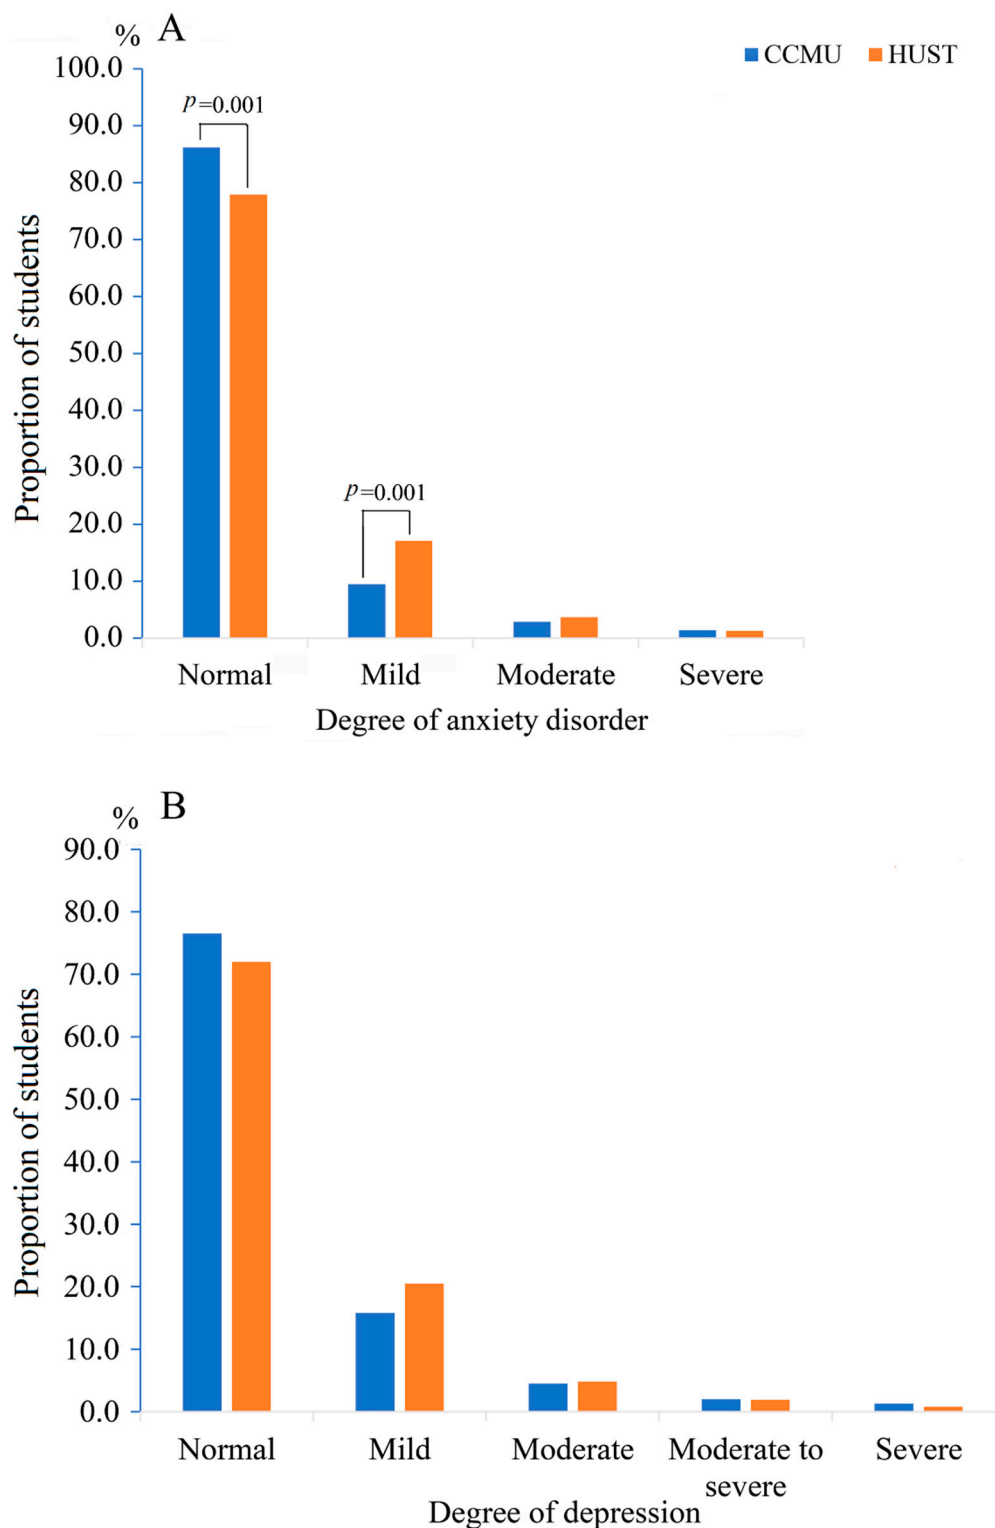 % A
CCMU HUST
100.0
p=0.001
90.0
80.0
70.0
60.0
50.0
40.0
30.0
p=0.001
20.0
10.0
0.0
Proportion of students
Normal Mild Moderate Severe
Degree of anxiety disorder
% B
90.0
80.0
70.0
60.0
50.0
40.0
30.0
20.0
10.0
0.0
Proportion of students
Normal Mild Moderate Moderate to Severe
severe
Degree of depression